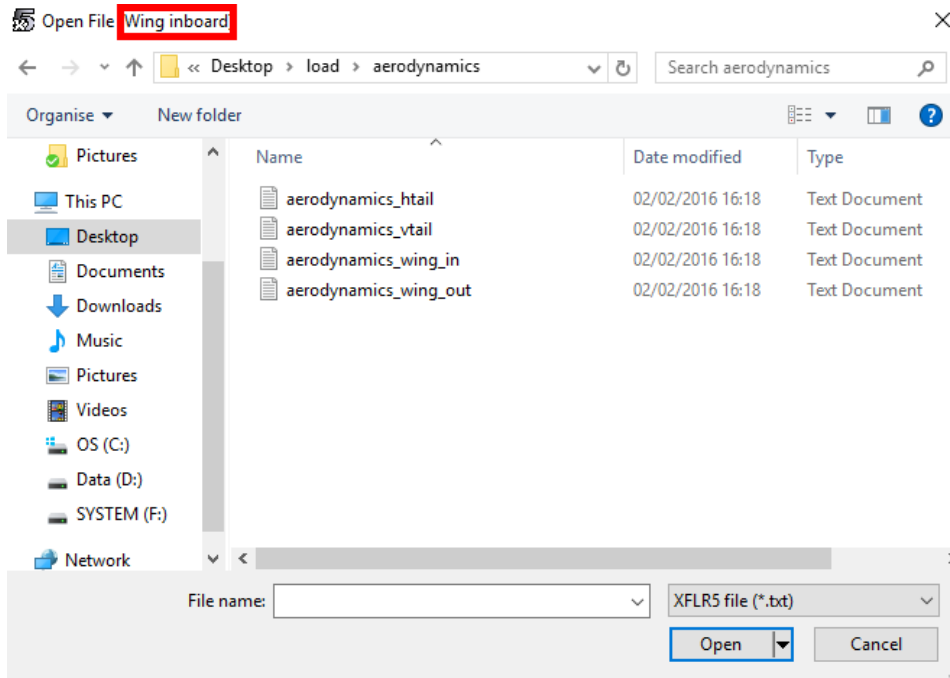 Open File [Wing inboard]
« Desktop › load › aerodynamics
Search aerodynamics
Organise
New folder
?
Pictures
This PC
Desktop
Documents
Downloads
Music
Pictures
Videos
OS (C:)
Data (D:)
SYSTEM (F:)
Network
Name Date modified Type
aerodynamics_htail 02/02/2016 16:18 Text Document
aerodynamics_vtail 02/02/2016 16:18 Text Document
aerodynamics_wing_in 02/02/2016 16:18 Text Document
aerodynamics_wing_out 02/02/2016 16:18 Text Document
File name:
XFLR5 file (*.txt)
Open
Cancel